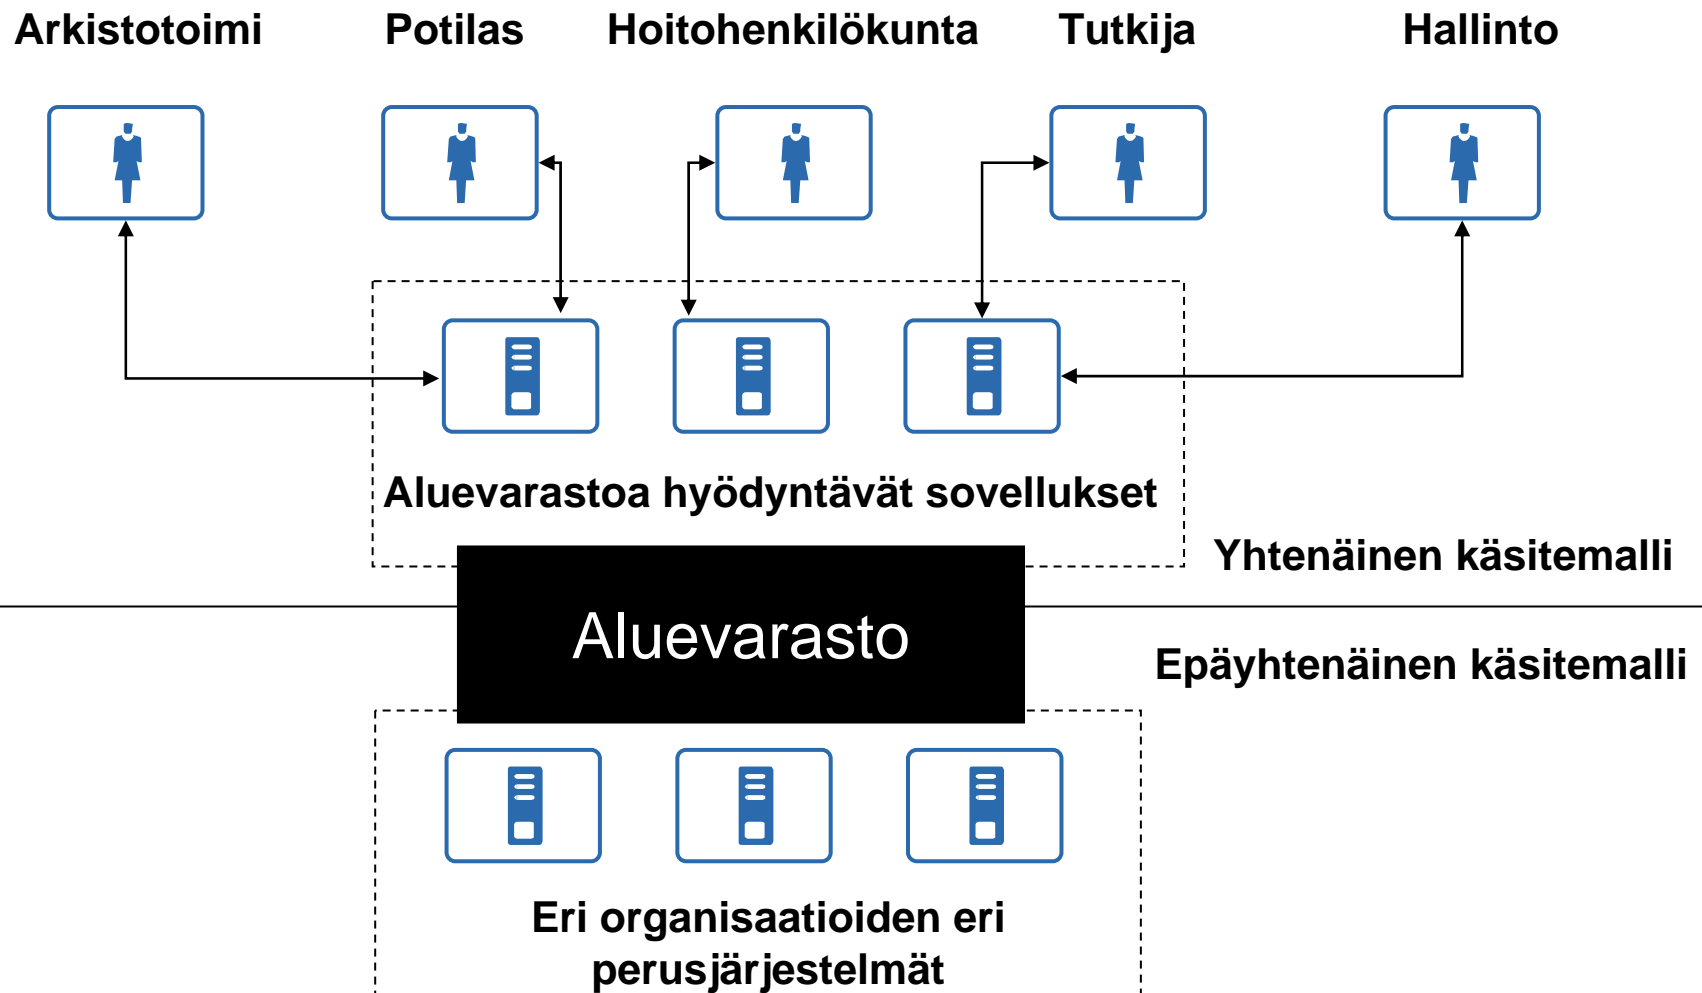 Arkistotoimi
Potilas
Hoitohenkilökunta
Tutkija
Hallinto
Aluevarastoa hyödyntävät sovellukset
Yhtenäinen käsitemalli
Aluevarasto
Epäyhtenäinen käsitemalli
Eri organisaatioiden eri
perusjärjestelmät